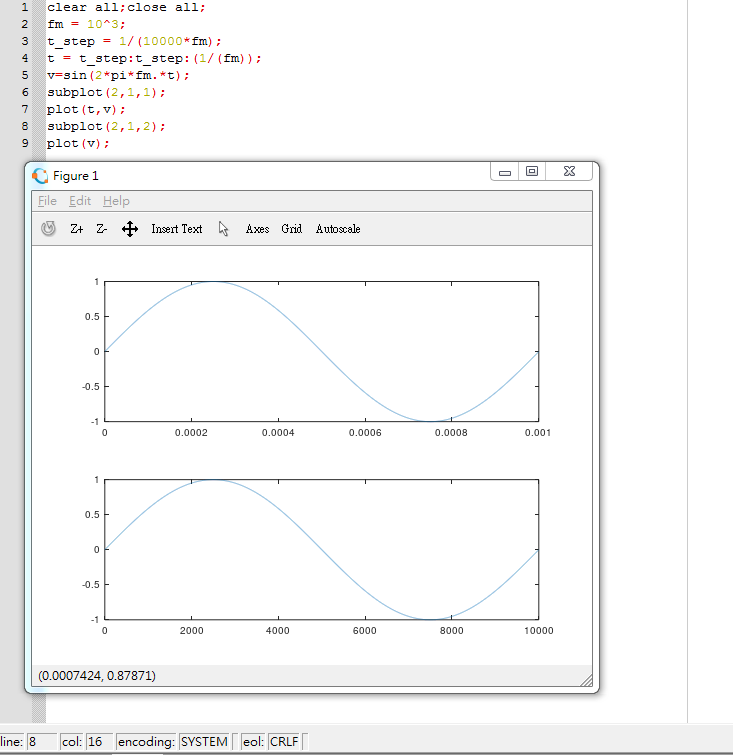 1 clear all;close all;
2 fm = 10^3;
3 t_step = 1/(10000*fm);
4 t = t_step:t_step:(1/(fm));
5 v=sin(2*pi*fm.*t);
6 subplot(2,1,1);
7 plot(t,v);
8 subplot(2,1,2);
9 plot(v);
Figure 1
File Edit Help
Z+ Z- Insert Text Axes Grid Autoscale
1
0.5
0
-0.5
-1
0 0.0002 0.0004 0.0006 0.0008 0.001
1
0.5
0
-0.5
-1
0 2000 4000 6000 8000 10000
(0.0007424, 0.87871)
line: 8 col: 16 encoding: SYSTEM eol: CRLF